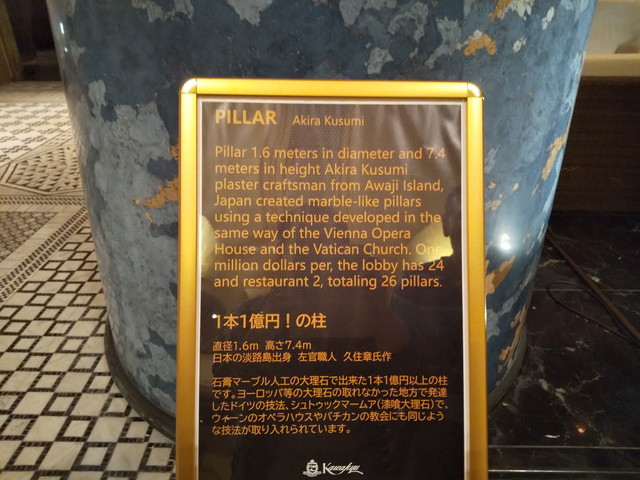 PILLAR Akira Kusumi
Pillar 1.6 meters in diameter and 7.4
meters in height Akira Kusumi
plaster craftsman from Awaji Island,
Japan created marble-like pillars
using a technique developed in the
same way of the Vienna Opera
House and the Vatican Church. One
million dollars per, the lobby has 24
and restaurant 2, totaling 26 pillars.
1本1億円！の柱
直径1.6m 高さ7.4m
日本の淡路島出身 左官職人 久住章氏作
石膏マーブル人工の大理石で出来た1本1億円以上の柱
です。ヨーロッパ等の大理石の取れなかった地方で発達
したドイツの技法、シュトゥックマームア（漆喰大理石）で、
ウィーンのオペラハウスやバチカンの教会にも同じよう
な技法が取り入れられています。
Kawakyu